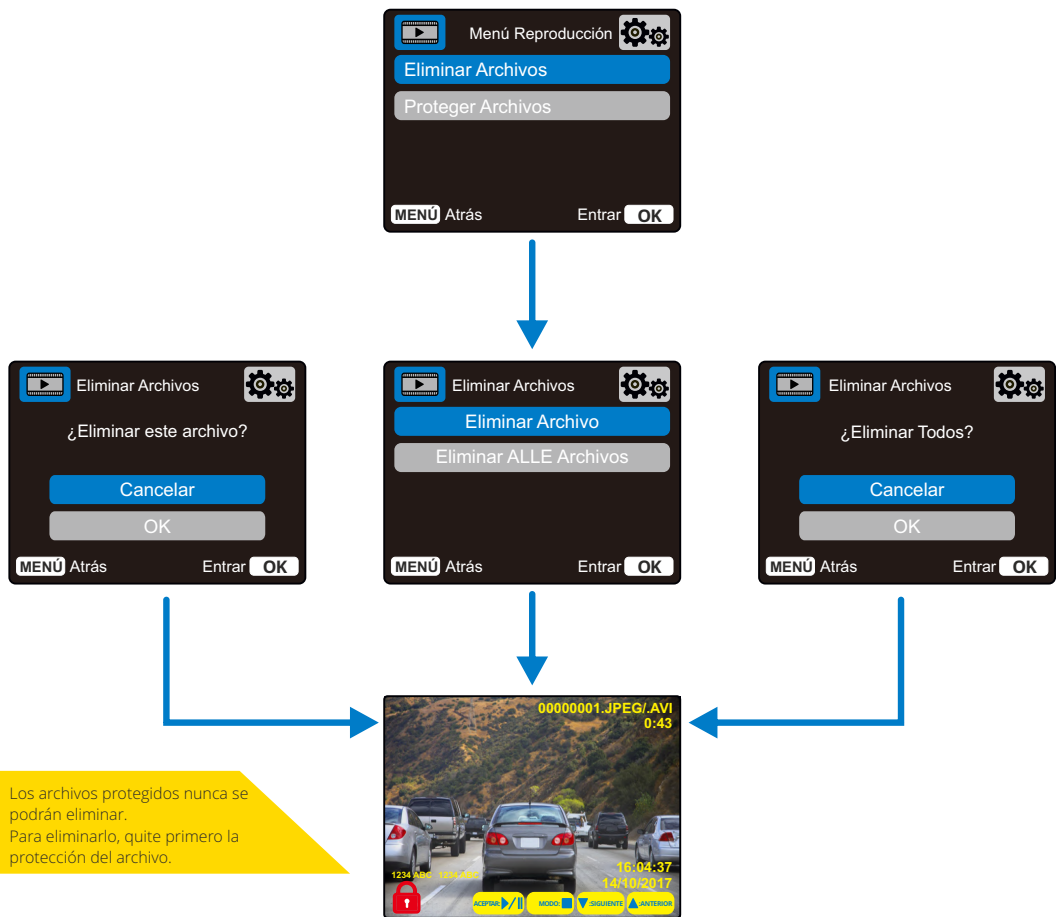 Menú Reproducción
Eliminar Archivos
Proteger Archivos
MENÚ Atrás Entrar OK
Eliminar Archivos
¿Eliminar este archivo?
Cancelar
OK
MENÚ Atrás Entrar OK
Eliminar Archivos
Eliminar Archivo
Eliminar ALLE Archivos
MENÚ Atrás Entrar OK
Eliminar Archivos
¿Eliminar Todos?
Cancelar
OK
MENÚ Atrás Entrar OK
00000001.JPEG/.AVI
0:43
16:04:37
14/10/2017
1234 ABC 1234 ABC
ACEPTAR: MODO: :SIGUIENTE :ANTERIOR
Los archivos protegidos nunca se
podrán eliminar.
Para eliminarlo, quite primero la
protección del archivo.